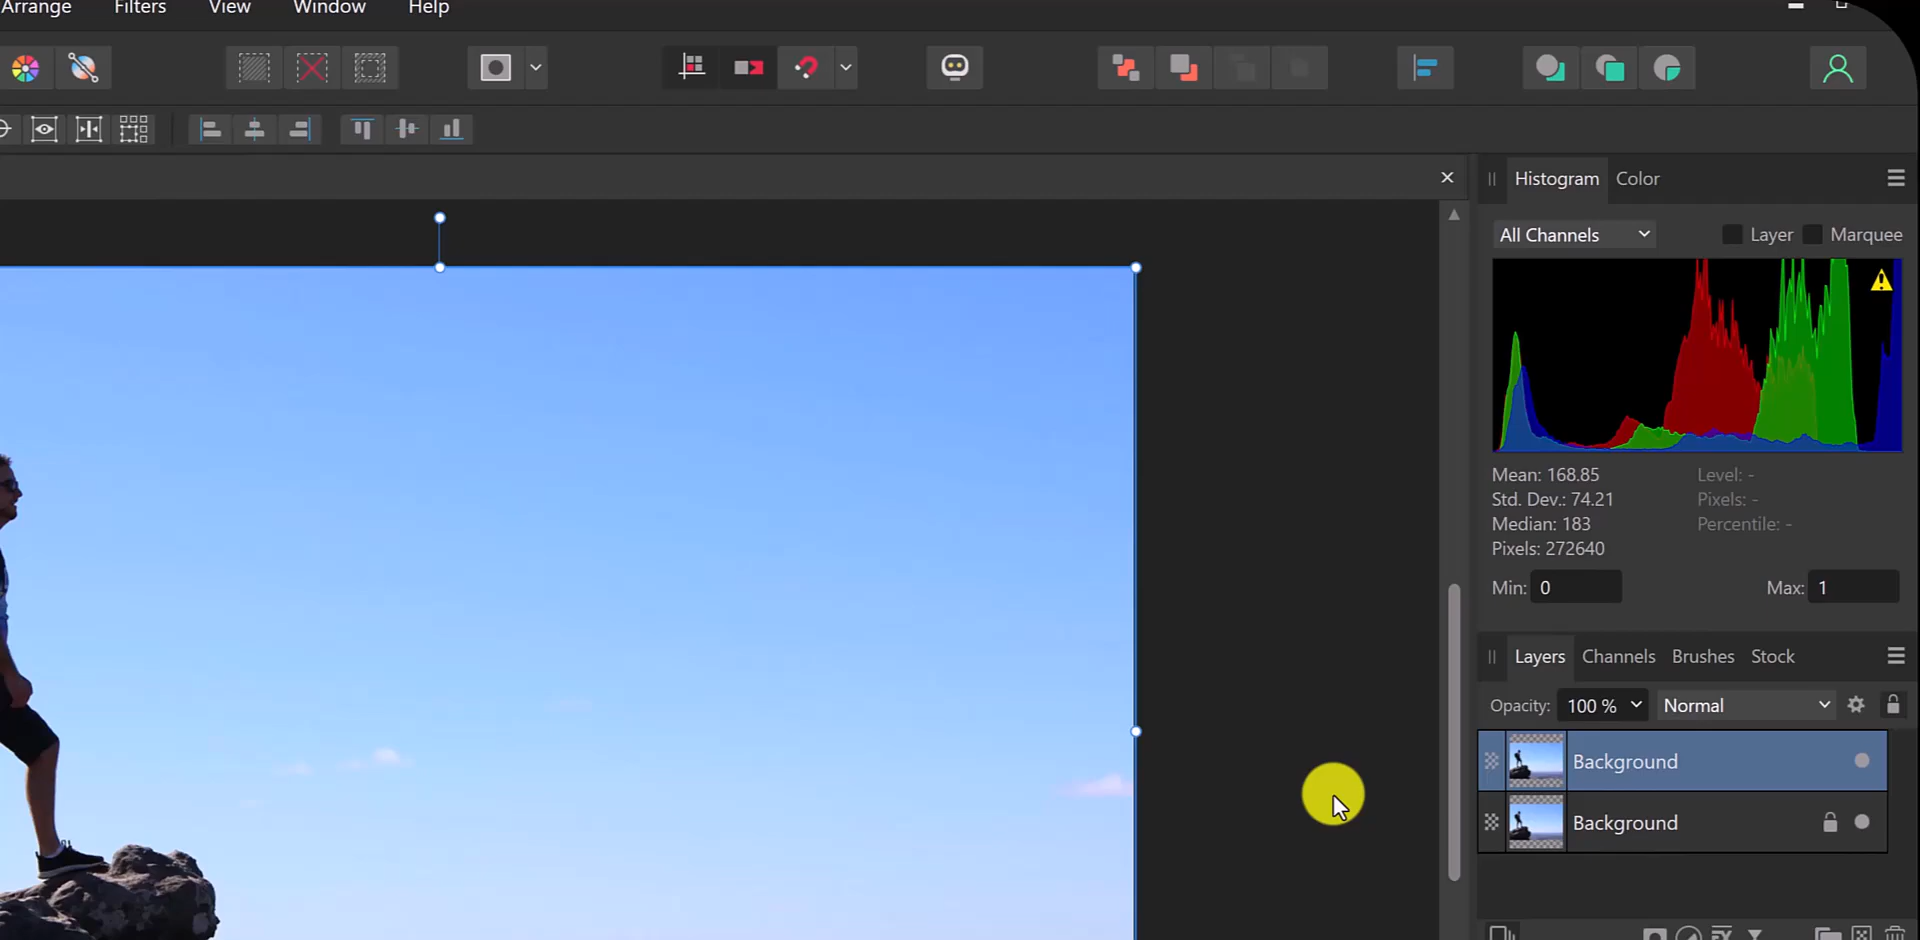 Arrange Filters View Window Help
Histogram Color
All Channels Layer Marquee
Mean: 168.85 Level: -
Std. Dev.: 74.21 Pixels: -
Median: 183 Percentile: -
Pixels: 272640
Min: 0 Max: 1
Layers Channels Brushes Stock
Opacity: 100 % Normal
Background
Background